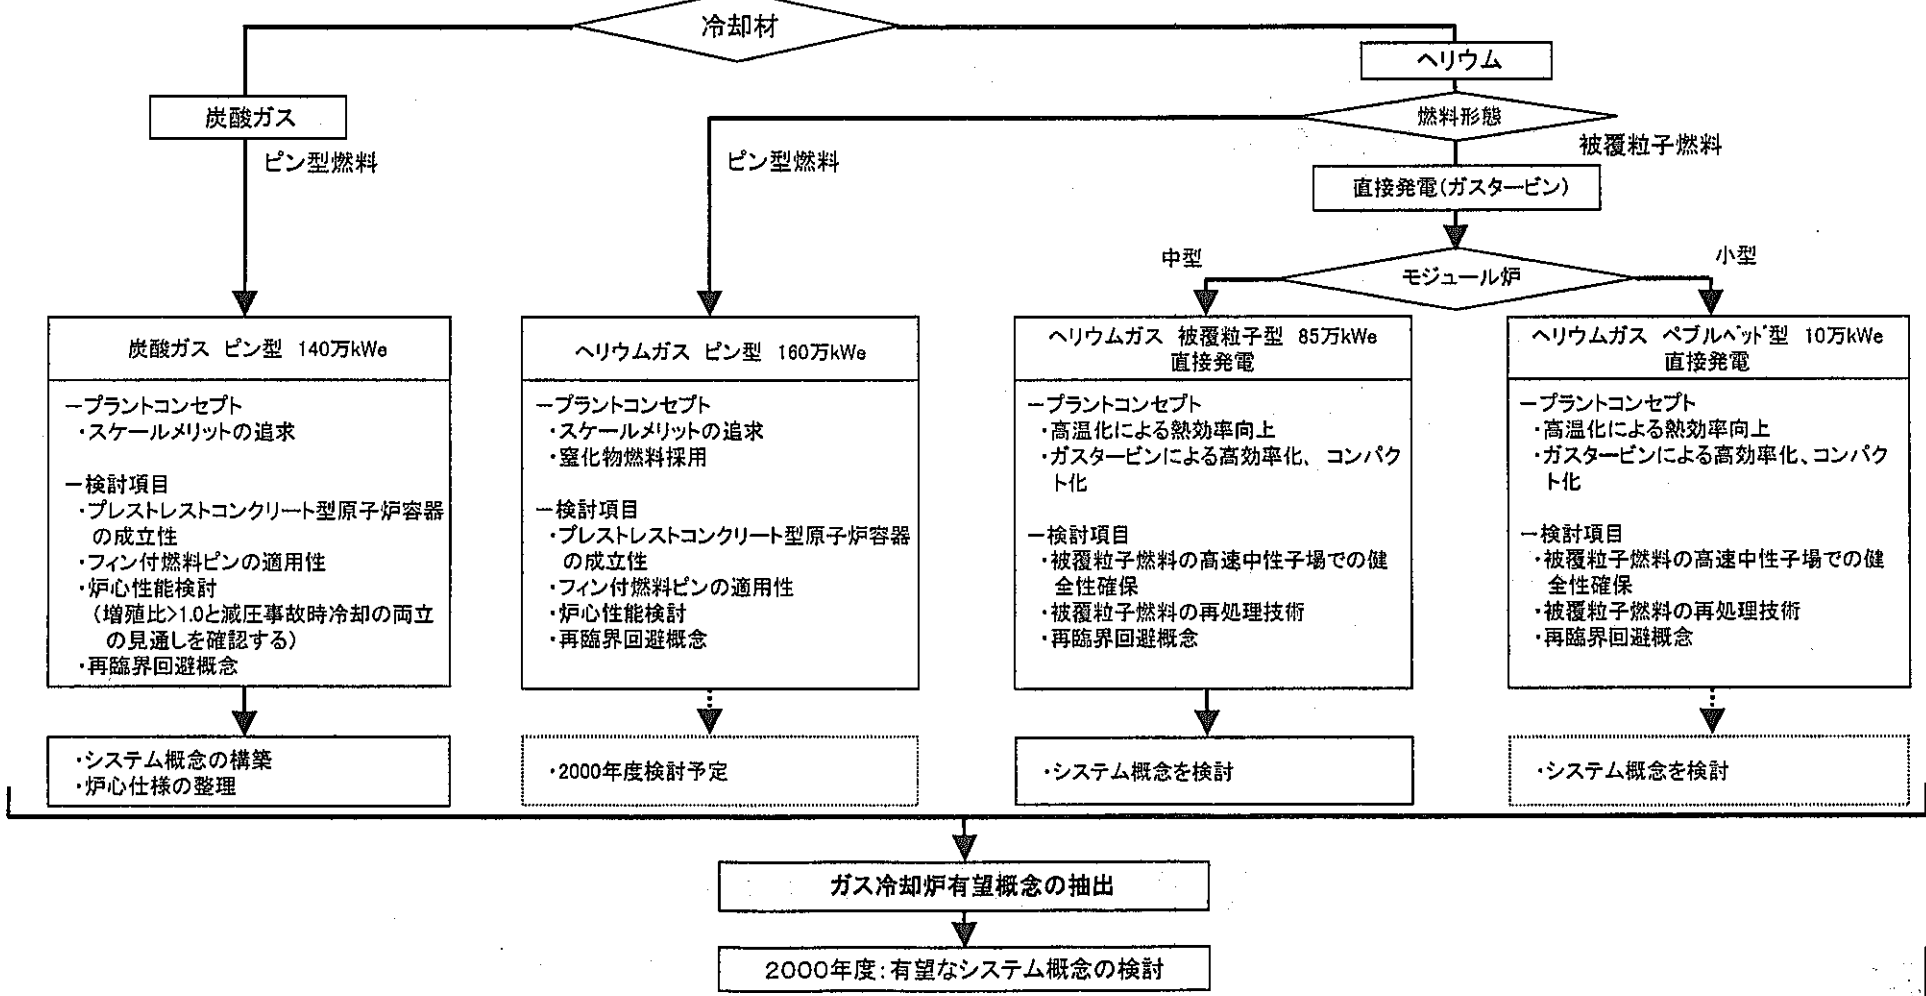 冷却材
ヘリウム
炭酸ガス
燃料形態
ピン型燃料
ピン型燃料
被覆粒子燃料
直接発電(ガスタービン)
中型
小型
モジュール炉
炭酸ガス ピン型 140万kWe
ープラントコンセプト
・スケールメリットの追求
ー検討項目
・プレストレストコンクリート型原子炉容器
の成立性
・フィン付燃料ピンの適用性
・炉心性能検討
(増殖比>1.0と減圧事故時冷却の両立
の見通しを確認する)
・再臨界回避概念
・システム概念の構築
・炉心仕様の整理
ヘリウムガス ピン型 160万kWe
ープラントコンセプト
・スケールメリットの追求
・窒化物燃料採用
ー検討項目
・プレストレストコンクリート型原子炉容器
の成立性
・フィン付燃料ピンの適用性
・炉心性能検討
・再臨界回避概念
・2000年度検討予定
ヘリウムガス 被覆粒子型 85万kWe
直接発電
ープラントコンセプト
・高温化による熱効率向上
・ガスタービンによる高効率化、コンパク
ト化
ー検討項目
・被覆粒子燃料の高速中性子場での健
全性確保
・被覆粒子燃料の再処理技術
・再臨界回避概念
・システム概念を検討
ヘリウムガス ペブルベッド型 10万kWe
直接発電
ープラントコンセプト
・高温化による熱効率向上
・ガスタービンによる高効率化、コンパク
ト化
ー検討項目
・被覆粒子燃料の高速中性子場での健
全性確保
・被覆粒子燃料の再処理技術
・再臨界回避概念
・システム概念を検討
ガス冷却炉有望概念の抽出
2000年度:有望なシステム概念の検討